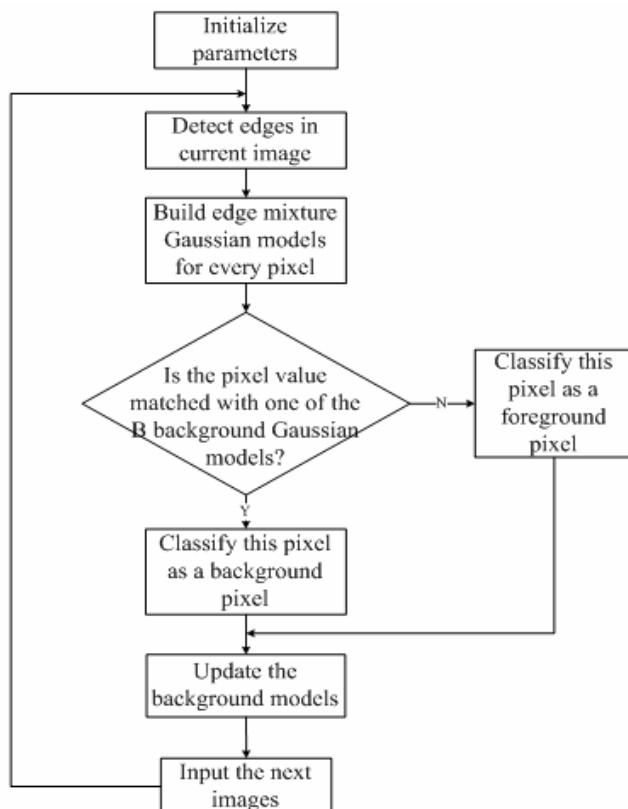 Initialize
parameters
Detect edges in
current image
Build edge mixture
Gaussian models
for every pixel
Is the pixel value
matched with one of the
B background Gaussian
models?
N
Classify this
pixel as a
foreground
pixel
Y
Classify this pixel
as a background
pixel
Update the
background models
Input the next
images